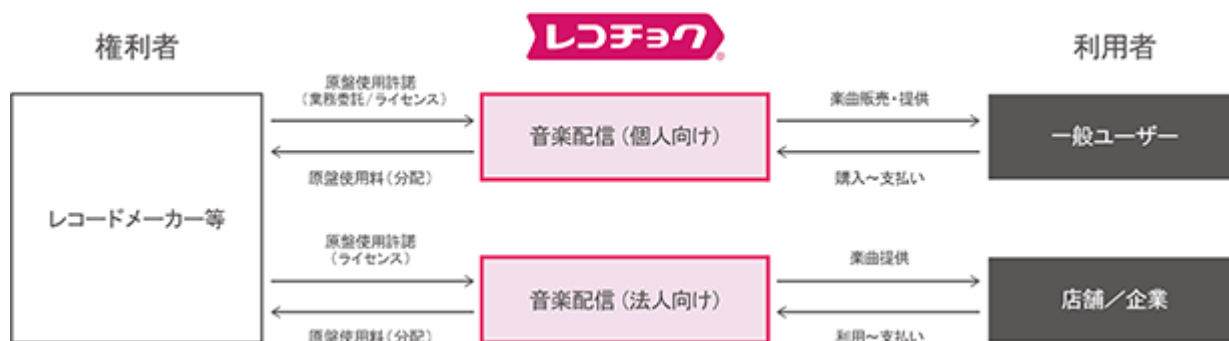 権利者
レコチョク
利用者
原盤使用許諾
(業務委託/ライセンス)
楽曲販売・提供
音楽配信(個人向け)
一般ユーザー
原盤使用料(分配)
購入〜支払い
レコードメーカー等
原盤使用許諾
(ライセンス)
楽曲提供
音楽配信(法人向け)
店舗/企業
原盤使用料(分配)
利用〜支払い